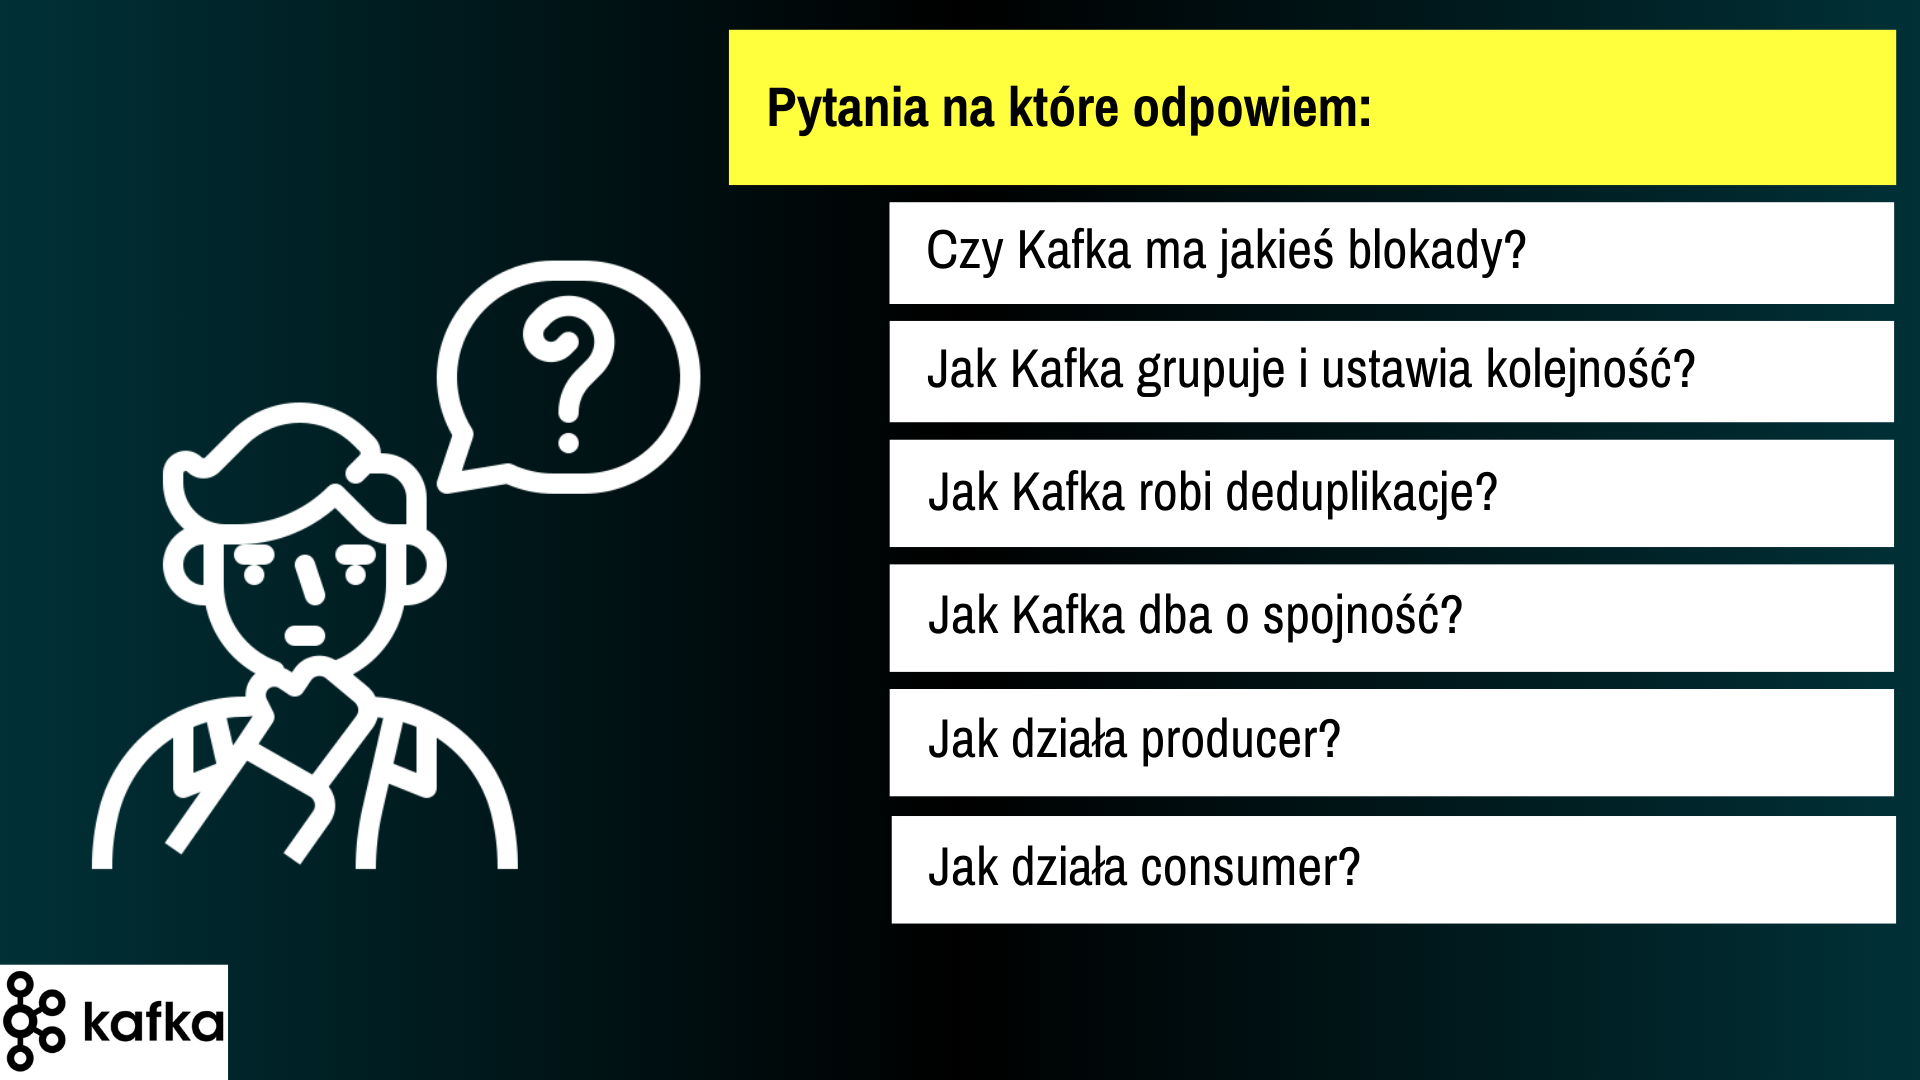 Pytania na które odpowiem:
Czy Kafka ma jakieś blokady?
Jak Kafka grupuje i ustawia kolejność?
Jak Kafka robi deduplikacje?
Jak Kafka dba o spojność?
Jak działa producer?
Jak działa consumer?
kafka
?